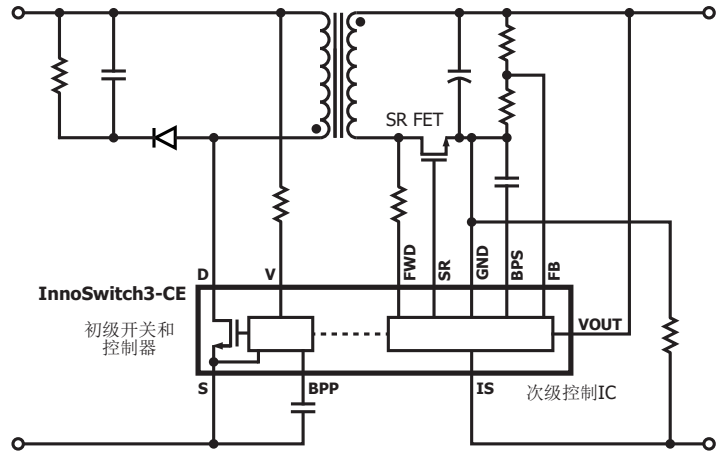 SR FET
FWD
SR
GND
BPS
FB
D
V
InnoSwitch3-CE
初级开关和
控制器
VOUT
S
BPP
IS
次级控制IC